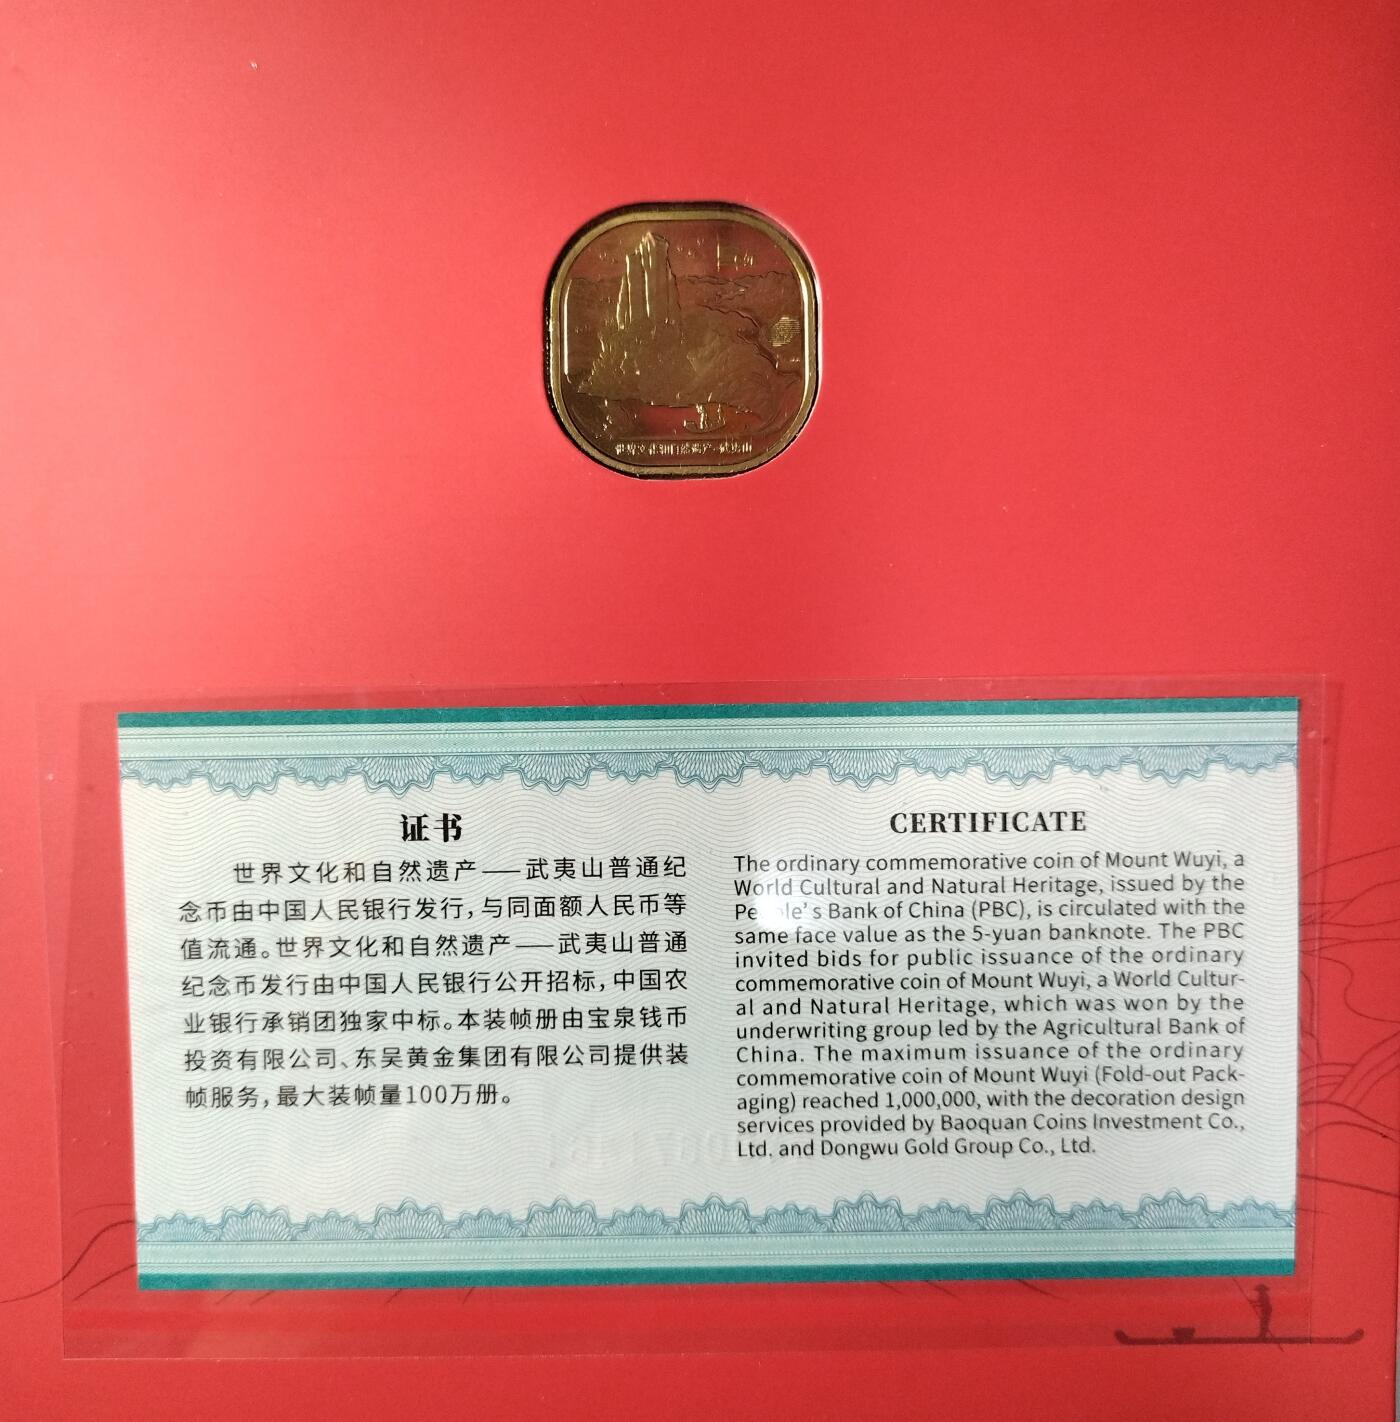 世界文化和自然遗产·武夷山
证书
世界文化和自然遗产——武夷山普通纪
念币由中国人民银行发行，与同面额人民币等
值流通。世界文化和自然遗产——武夷山普通
纪念币发行由中国人民银行公开招标，中国农
业银行承销团独家中标。本装帧册由宝泉钱币
投资有限公司、东吴黄金集团有限公司提供装
帧服务，最大装帧量100万册。
CERTIFICATE
The ordinary commemorative coin of Mount Wuyi, a
World Cultural and Natural Heritage, issued by the
People's Bank of China (PBC), is circulated with the
same face value as the 5-yuan banknote. The PBC
invited bids for public issuance of the ordinary
commemorative coin of Mount Wuyi, a World Cultur-
al and Natural Heritage, which was won by the
underwriting group led by the Agricultural Bank of
China. The maximum issuance of the ordinary
commemorative coin of Mount Wuyi (Fold-out Pack-
aging) reached 1,000,000, with the decoration design
services provided by Baoquan Coins Investment Co.,
Ltd. and Dongwu Gold Group Co., Ltd.